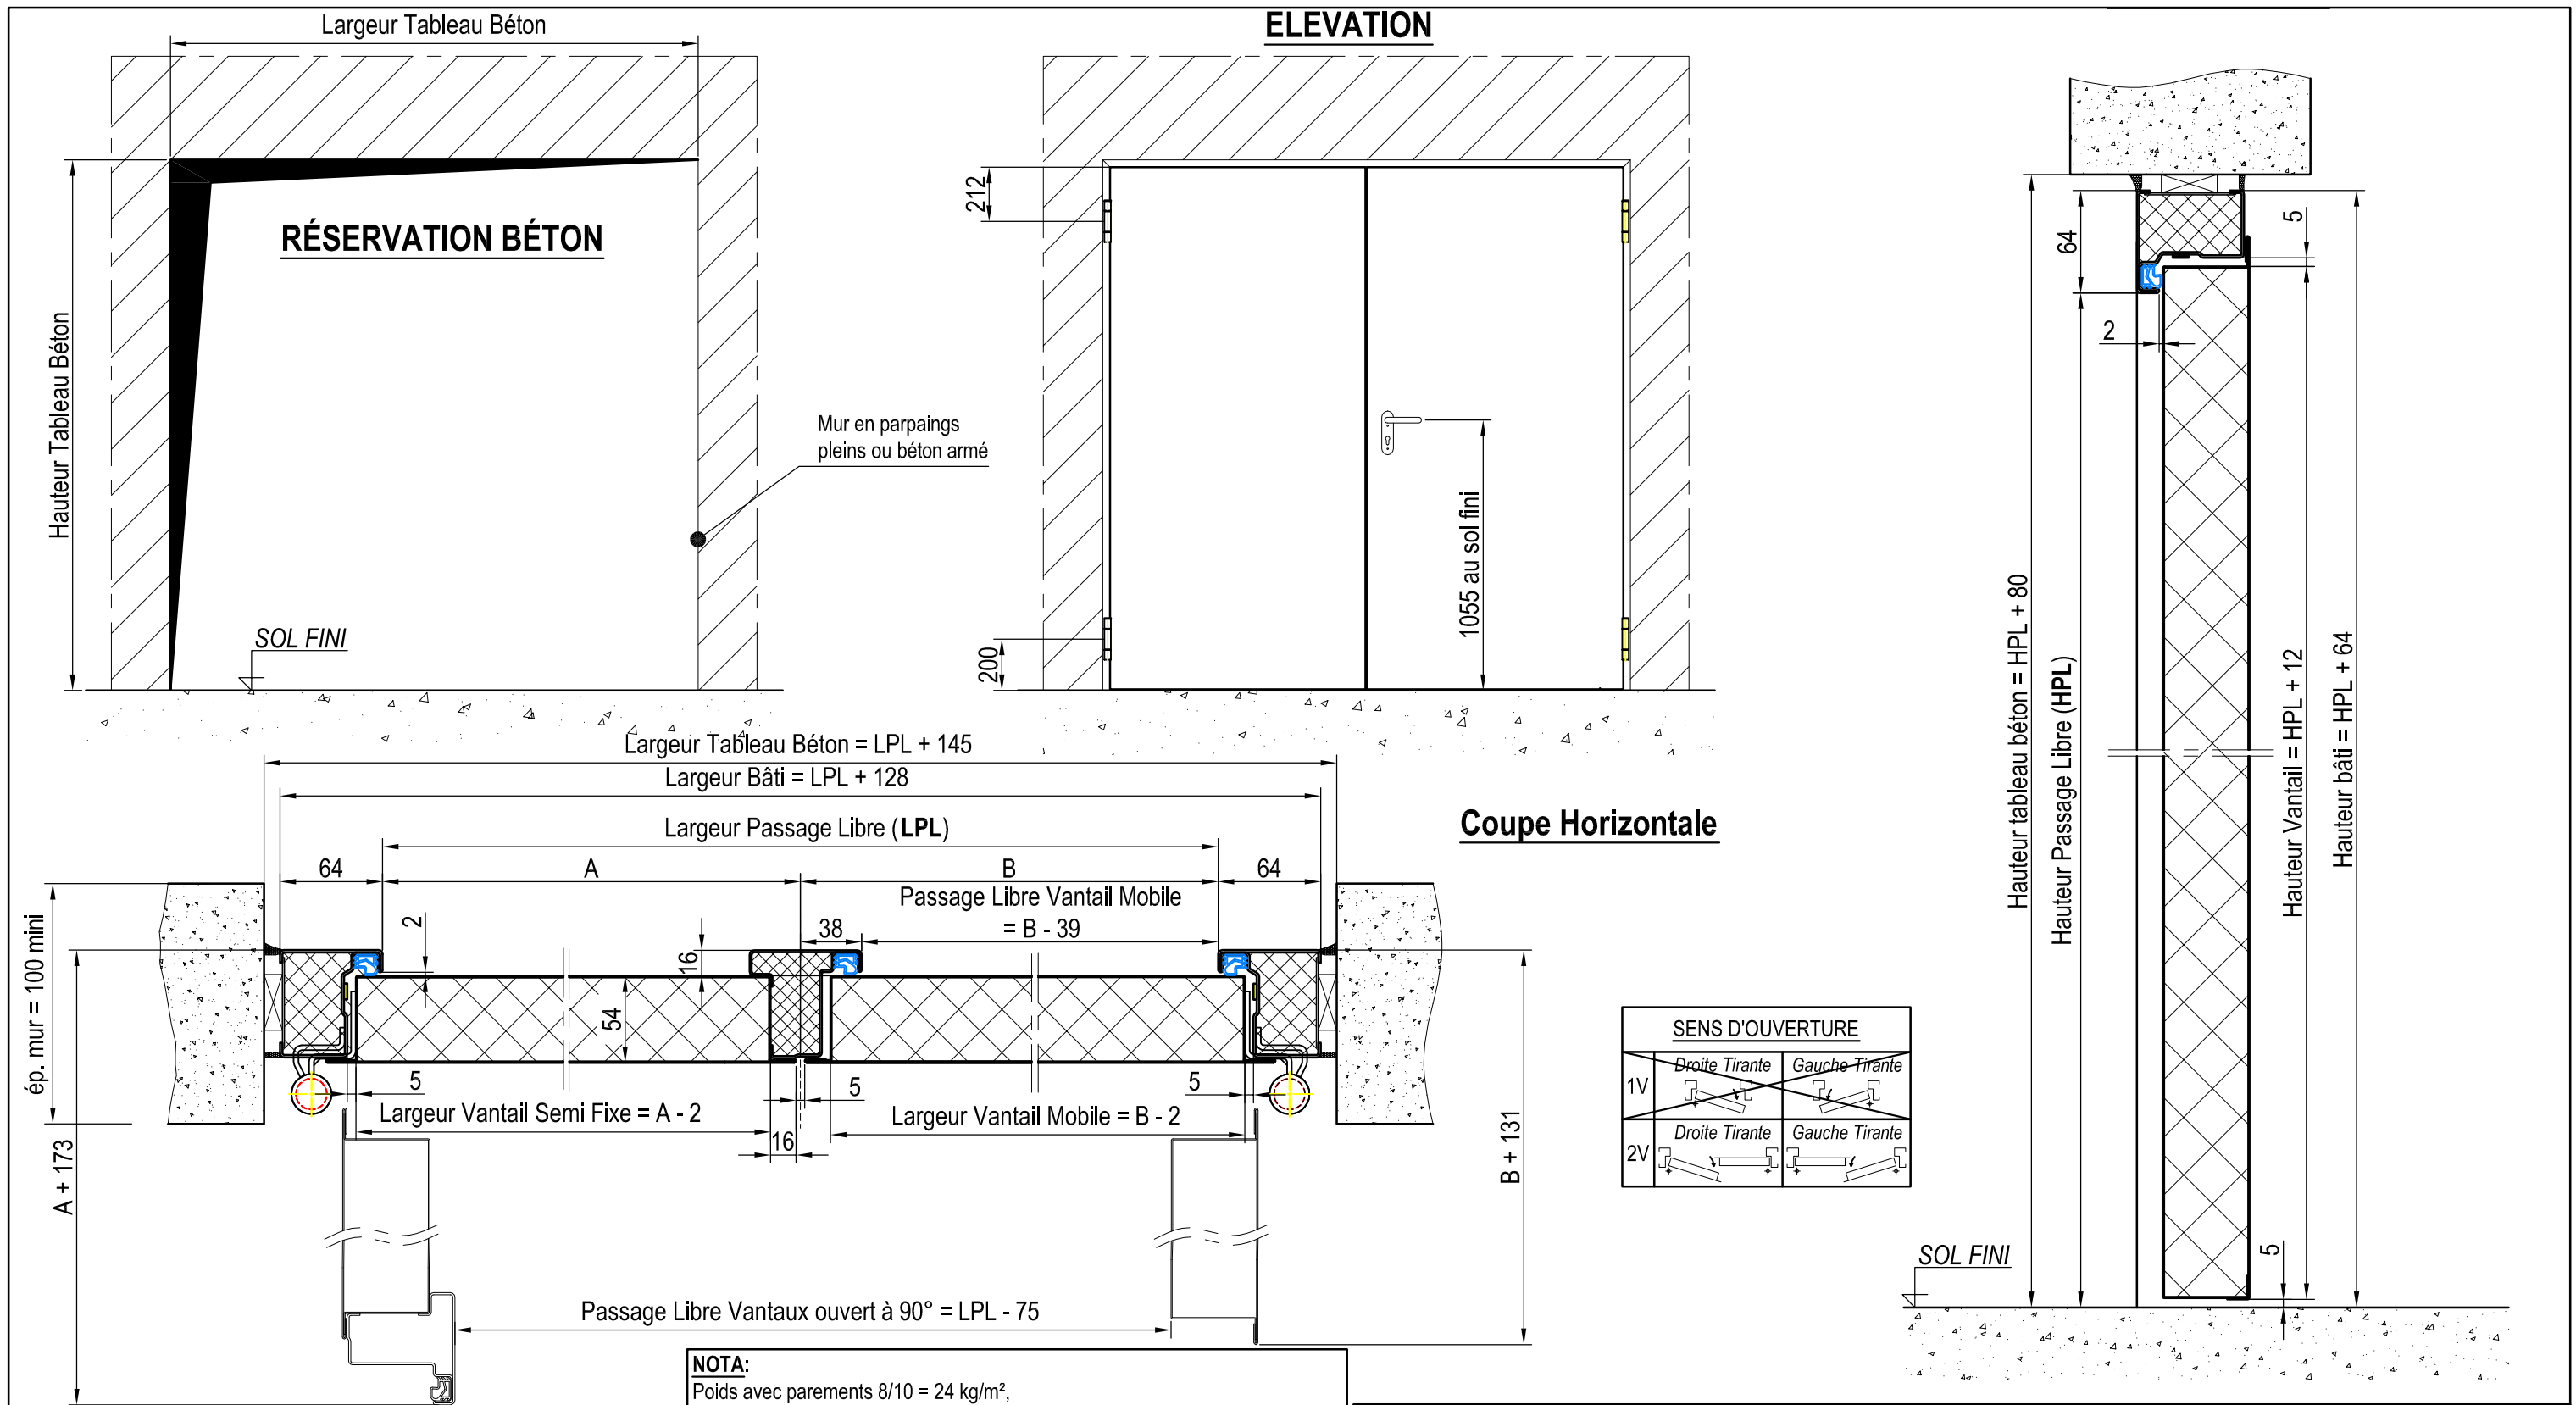 Largeur Tableau Béton
ELEVATION
RÉSERVATION BÉTON
Hauteur Tableau Béton
Mur en parpaings
pleins ou béton armé
SOL FINI
212
200
1055 au sol fini
64
5
2
Hauteur tableau béton = HPL + 80
Hauteur Passage Libre (HPL)
Hauteur Vantail = HPL + 12
Hauteur bâti = HPL + 64
5
SOL FINI
Largeur Tableau Béton = LPL + 145
Largeur Bâti = LPL + 128
Largeur Passage Libre (LPL)
Coupe Horizontale
64
A
B
64
Passage Libre Vantail Mobile
= B - 39
38
2
16
54
ép. mur = 100 mini
A + 173
5
5
5
Largeur Vantail Semi Fixe = A - 2
Largeur Vantail Mobile = B - 2
16
B + 131
Passage Libre Vantaux ouvert à 90° = LPL - 75
SENS D'OUVERTURE
1V
Droite Tirante
Gauche Tirante
2V
Droite Tirante
Gauche Tirante
NOTA:
Poids avec parements 8/10 = 24 kg/m²,